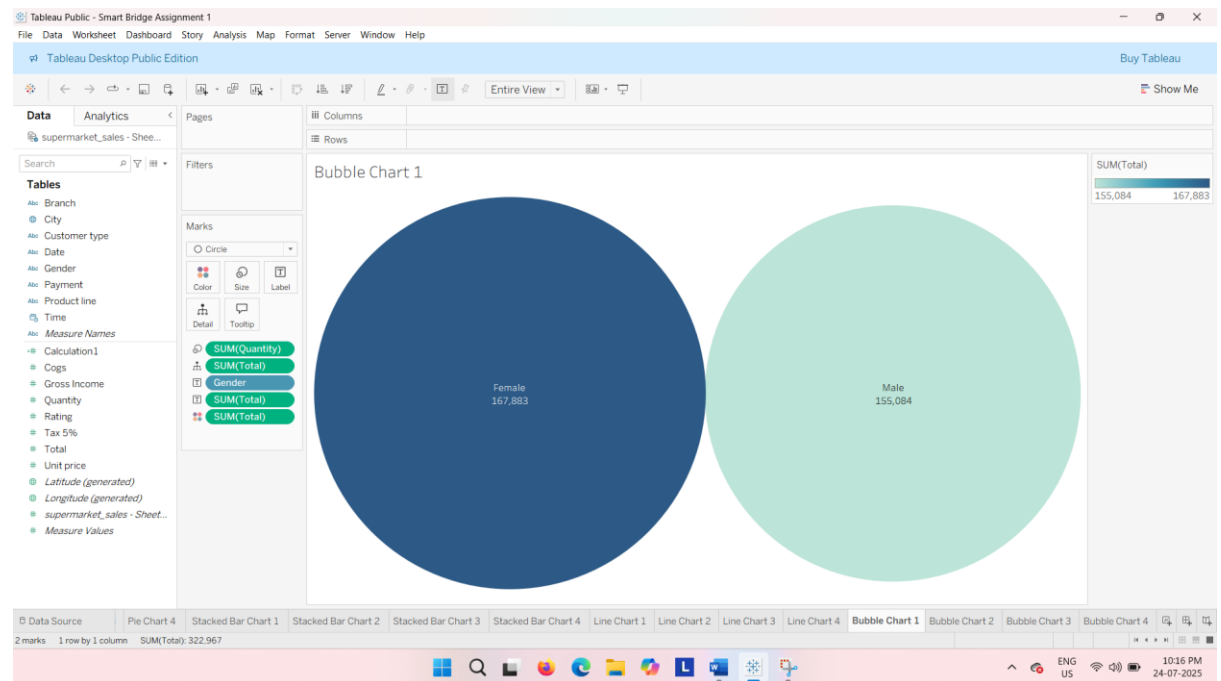 Tableau Public - Smart Bridge Assignment 1
File Data Worksheet Dashboard Story Analysis Map Format Server Window Help
Tableau Desktop Public Edition
Buy Tableau
Entire View
Show Me
Data Analytics
supermarket_sales - Shee...
Search
Tables
Abc Branch
City
Abc Customer type
Abc Date
Abc Gender
Abc Payment
Abc Product line
Time
Abc Measure Names
Calculation1
Cogs
Gross Income
Quantity
Rating
Tax 5%
Total
Unit price
Latitude (generated)
Longitude (generated)
supermarket_sales - Sheet...
Measure Values
Pages
Filters
Marks
Circle
Color Size Label
Detail Tooltip
SUM(Quantity)
SUM(Total)
Gender
SUM(Total)
SUM(Total)
Columns
Rows
Bubble Chart 1
Female
167,883
Male
155,084
SUM(Total)
155,084 167,883
Data Source Pie Chart 4 Stacked Bar Chart 1 Stacked Bar Chart 2 Stacked Bar Chart 3 Stacked Bar Chart 4 Line Chart 1 Line Chart 2 Line Chart 3 Line Chart 4 Bubble Chart 1 Bubble Chart 2 Bubble Chart 3 Bubble Chart 4
2 marks 1 row by 1 column SUM(Total): 322,967
L
ENG
US
10:16 PM
24-07-2025